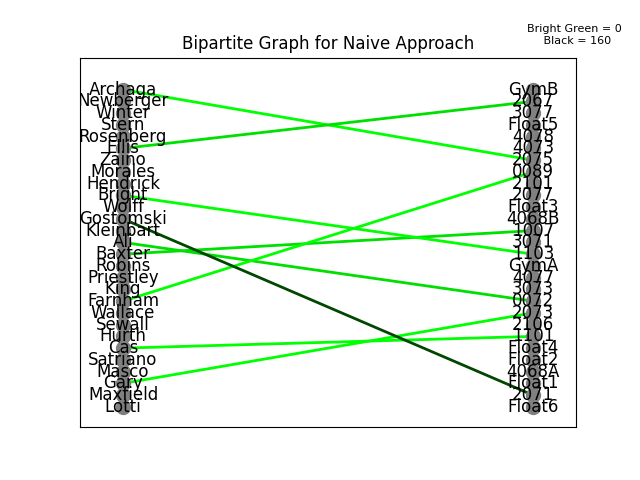 Bright Green = 0
Black = 160
Bipartite Graph for Naive Approach
Archaga
Newberger
Winter
Stern
Rosenberg
Ellis
Zaino
Morales
Hendrick
Bright
Wolff
Gostomski
Kleinbart
Ali
Baxter
Robins
Priestley
King
Farnham
Wallace
Sewall
Hurth
Gas
Satriano
Masco
Gary
Maxfield
Lotti
GymB
2067
3077
Float5
4078
4073
2075
0089
2101
2077
Float3
4068B
1007
3071
1103
GymA
4077
3073
0072
2073
2106
1101
Float4
Float2
4068A
Float1
2071
Float6